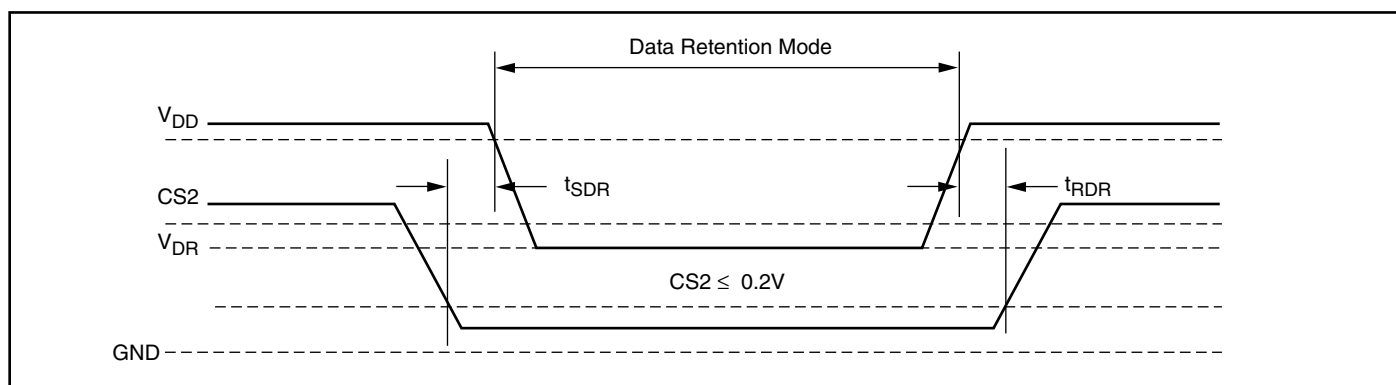 Data Retention Mode
VDD
tSDR
tRDR
CS2
VDR
CS2 ≤ 0.2V
GND